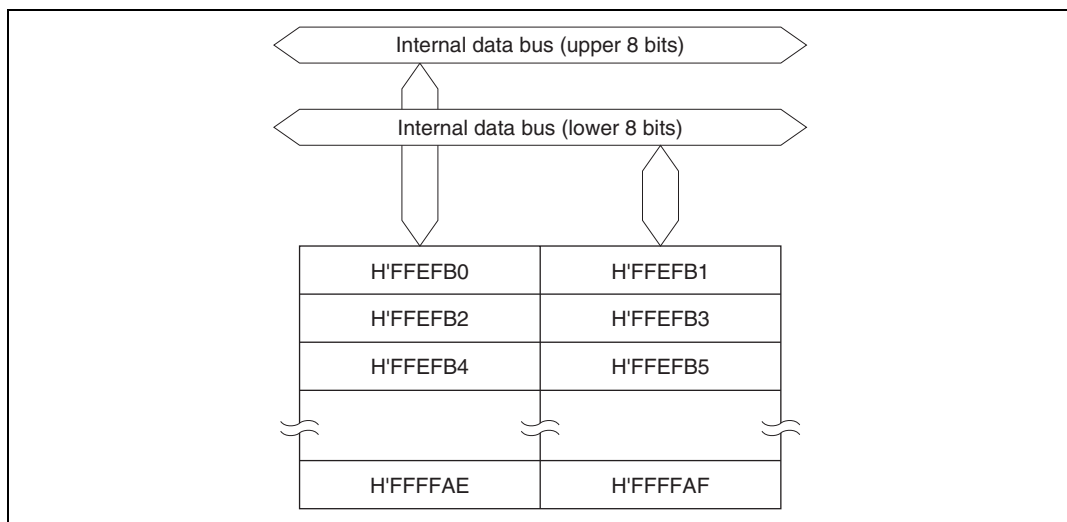 Internal data bus (upper 8 bits)
Internal data bus (lower 8 bits)
H'FFEFB0 H'FFEFB1
H'FFEFB2 H'FFEFB3
H'FFEFB4 H'FFEFB5
H'FFFFAE H'FFFFAF